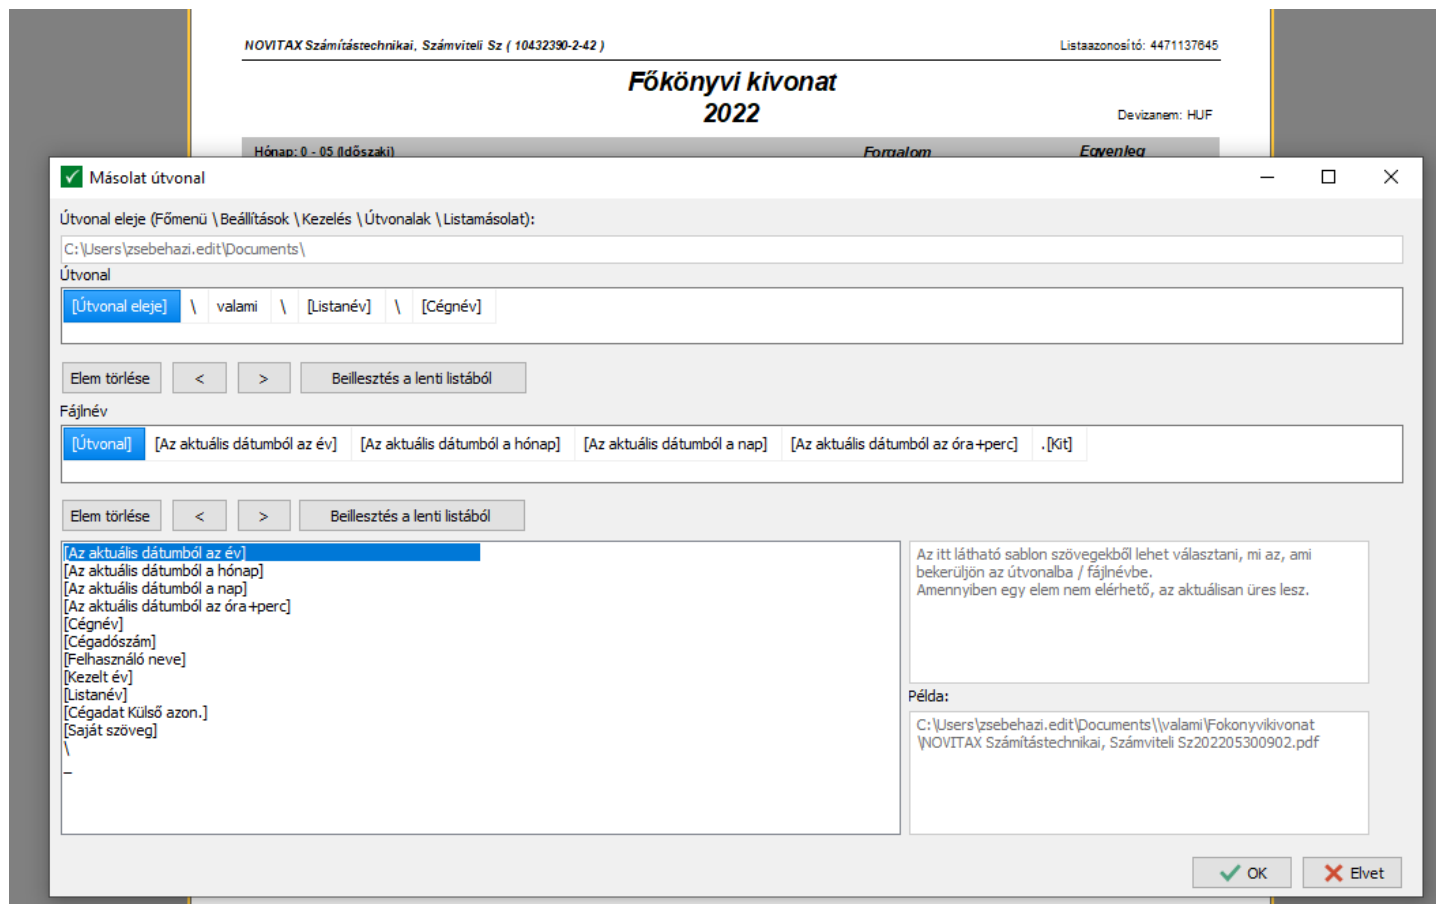 NOVITAX Számítástechnikai, Számviteli Sz ( 10432390-2-42 ) Listaazonosító: 4471137645
Főkönyvi kivonat
2022
Devizanem: HUF
Hónap: 0 - 05 (Időszaki) Forgalom Egyenleg
Másolat útvonal
Útvonal eleje (Főmenü \ Beállítások \ Kezelés \ Útvonalak \ Listamásolat):
C:\Users\zsebehazi.edit\Documents\
Útvonal
[Útvonal eleje] \ valami \ [Listanév] \ [Cégnév]
Elem törlése < > Beillesztés a lenti listából
Fájlnév
[Útvonal] [Az aktuális dátumból az év] [Az aktuális dátumból a hónap] [Az aktuális dátumból a nap] [Az aktuális dátumból az óra+perc] .[Kit]
Elem törlése < > Beillesztés a lenti listából
[Az aktuális dátumból az év]
[Az aktuális dátumból a hónap]
[Az aktuális dátumból a nap]
[Az aktuális dátumból az óra+perc]
[Cégnév]
[Cégadószám]
[Felhasználó neve]
[Kezelt év]
[Listanév]
[Cégadat Külső azon.]
[Saját szöveg]
\
_
Az itt látható sablon szövegekből lehet választani, mi az, ami
bekerüljön az útvonalba / fájlnévbe.
Amennyiben egy elem nem elérhető, az aktuálisan üres lesz.
Példa:
C:\Users\zsebehazi.edit\Documents\\valami\Fokonyvikivonat
\NOVITAX Számítástechnikai, Számviteli Sz202205300902.pdf
OK Elvet